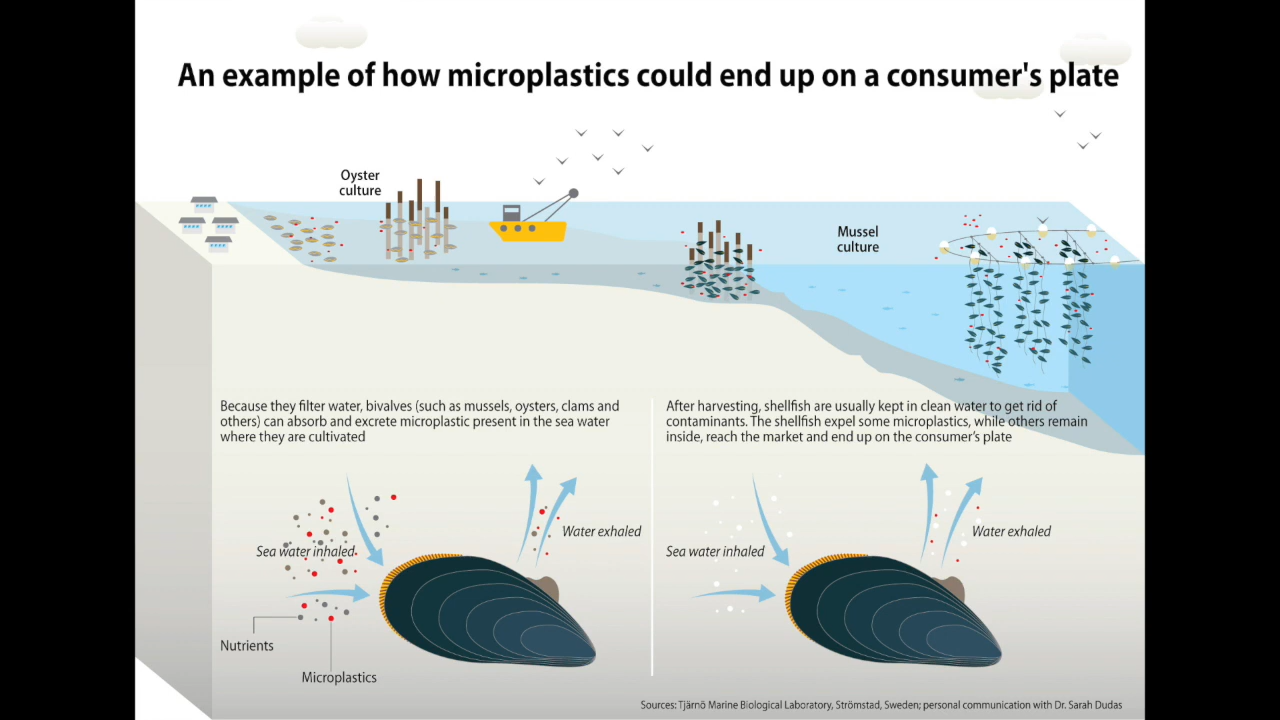 An example of how microplastics could end up on a consumer's plate
Oyster
culture
Mussel
culture
Because they filter water, bivalves (such as mussels, oysters, clams and
others) can absorb and excrete microplastic present in the sea water
where they are cultivated
Sea water inhaled
Water exhaled
Nutrients
Microplastics
After harvesting, shellfish are usually kept in clean water to get rid of
contaminants. The shellfish expel some microplastics, while others remain
inside, reach the market and end up on the consumer's plate
Sea water inhaled
Water exhaled
Sources: Tjärnö Marine Biological Laboratory, Strömstad, Sweden; personal communication with Dr. Sarah Dudas